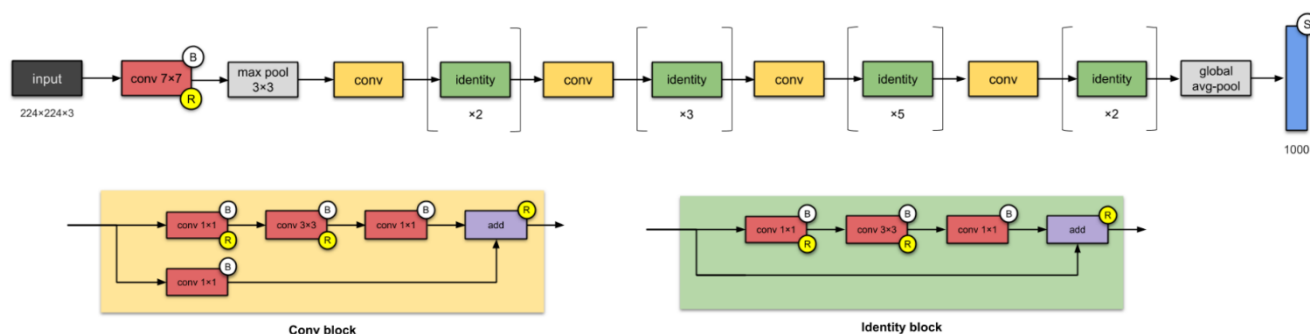 input
224×224×3
B
conv 7×7
R
max pool
3×3
conv
identity
×2
conv
identity
×3
conv
identity
×5
conv
identity
×2
global
avg-pool
S
1000
conv 1×1
B
R
conv 3×3
B
R
conv 1×1
B
add
R
conv 1×1
B
Conv block
conv 1×1
B
R
conv 3×3
B
R
conv 1×1
B
add
R
Identity block